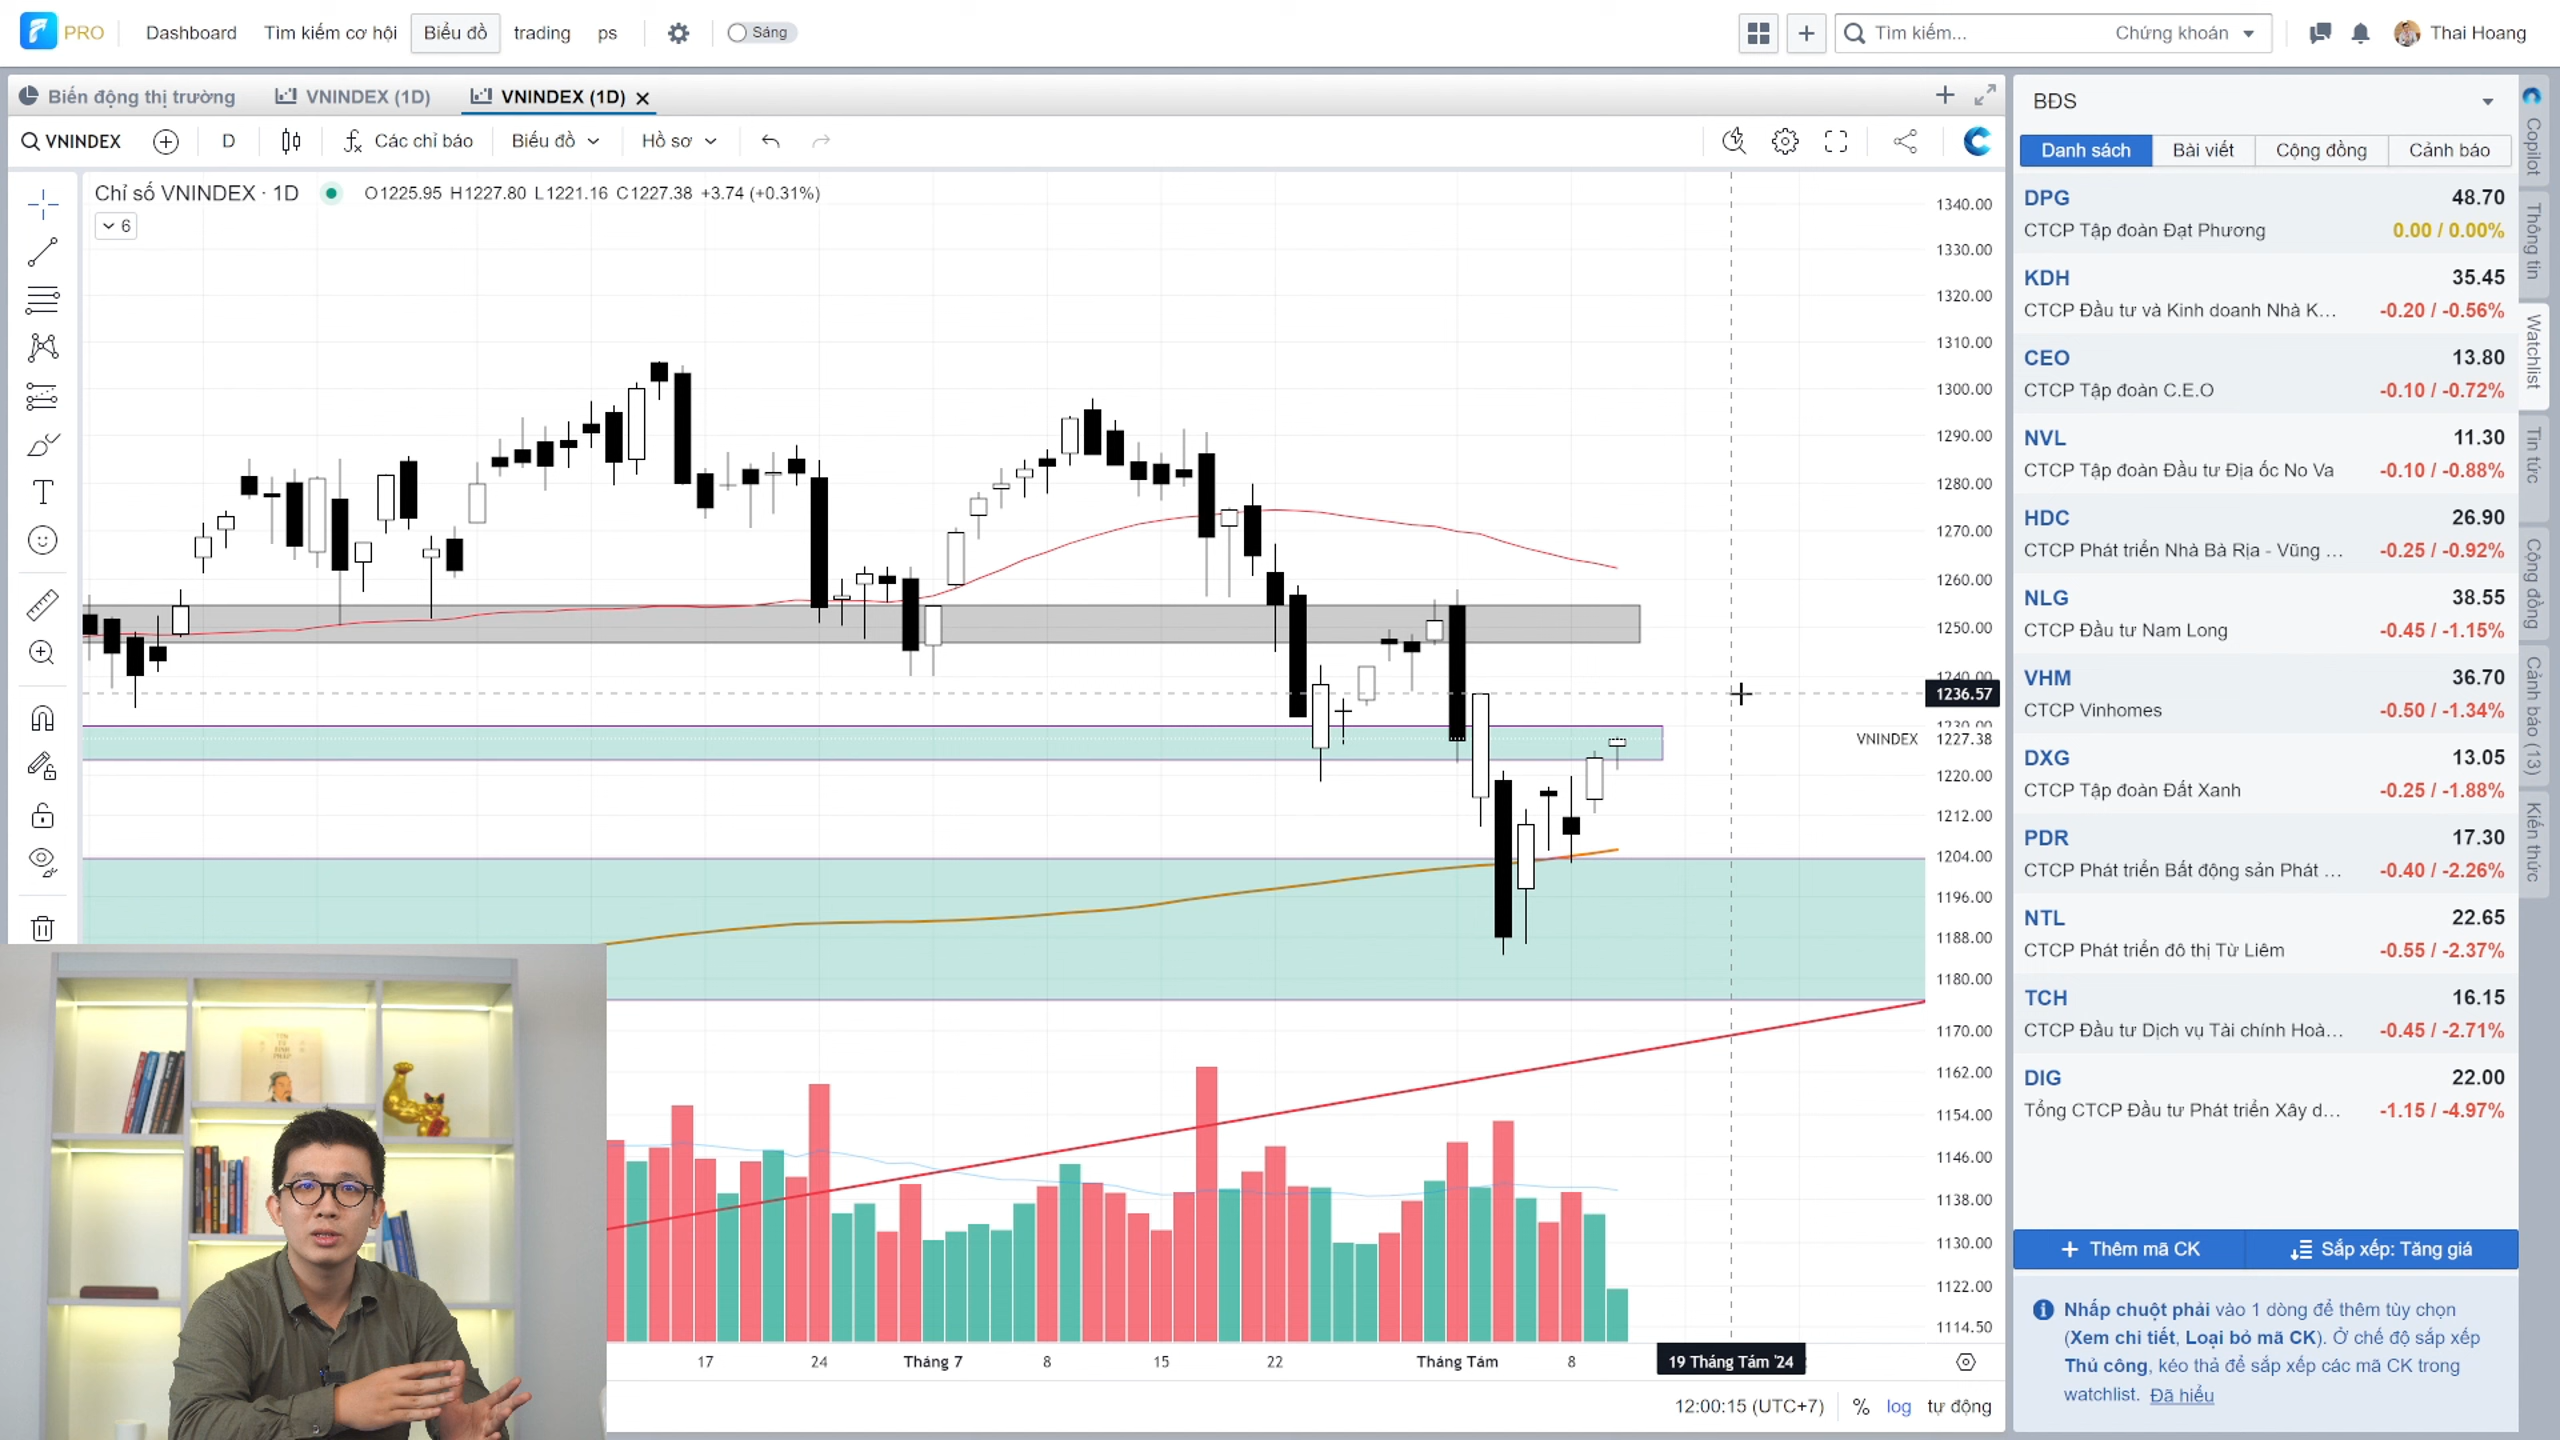 PRO
Dashboard
Tìm kiếm cơ hội
Biểu đồ
trading
ps
Sáng
Tìm kiếm...
Chứng khoán
Thai Hoang
Biến động thị trường
VNINDEX (1D)
VNINDEX (1D)
VNINDEX
D
Các chỉ báo
Biểu đồ
Hồ sơ
Chỉ số VNINDEX · 1D
O1225.95 H1227.80 L1221.16 C1227.38 +3.74 (+0.31%)
6
1340.00
1330.00
1320.00
1310.00
1300.00
1290.00
1280.00
1270.00
1260.00
1250.00
1240.00
1236.57
1230.00
VNINDEX 1227.38
1220.00
1212.00
1204.00
1196.00
1188.00
1180.00
1170.00
1162.00
1154.00
1146.00
1138.00
1130.00
1122.00
1114.50
17
24
Tháng 7
8
15
22
Tháng Tám
8
19 Tháng Tám '24
12:00:15 (UTC+7)
%
log
tự động
BĐS
Danh sách
Bài viết
Cộng đồng
Cảnh báo
DPG 48.70
CTCP Tập đoàn Đạt Phương 0.00 / 0.00%
KDH 35.45
CTCP Đầu tư và Kinh doanh Nhà K... -0.20 / -0.56%
CEO 13.80
CTCP Tập đoàn C.E.O -0.10 / -0.72%
NVL 11.30
CTCP Tập đoàn Đầu tư Địa ốc No Va -0.10 / -0.88%
HDC 26.90
CTCP Phát triển Nhà Bà Rịa - Vũng ... -0.25 / -0.92%
NLG 38.55
CTCP Đầu tư Nam Long -0.45 / -1.15%
VHM 36.70
CTCP Vinhomes -0.50 / -1.34%
DXG 13.05
CTCP Tập đoàn Đất Xanh -0.25 / -1.88%
PDR 17.30
CTCP Phát triển Bất động sản Phát ... -0.40 / -2.26%
NTL 22.65
CTCP Phát triển đô thị Từ Liêm -0.55 / -2.37%
TCH 16.15
CTCP Đầu tư Dịch vụ Tài chính Hoà... -0.45 / -2.71%
DIG 22.00
Tổng CTCP Đầu tư Phát triển Xây d... -1.15 / -4.97%
Thêm mã CK
Sắp xếp: Tăng giá
Nhấp chuột phải vào 1 dòng để thêm tùy chọn
(Xem chi tiết, Loại bỏ mã CK). Ở chế độ sắp xếp
Thủ công, kéo thả để sắp xếp các mã CK trong
watchlist. Đã hiểu
Copilot
Thông tin
Watchlist
Tin tức
Cộng đồng
Cảnh báo (13)
Kiến thức